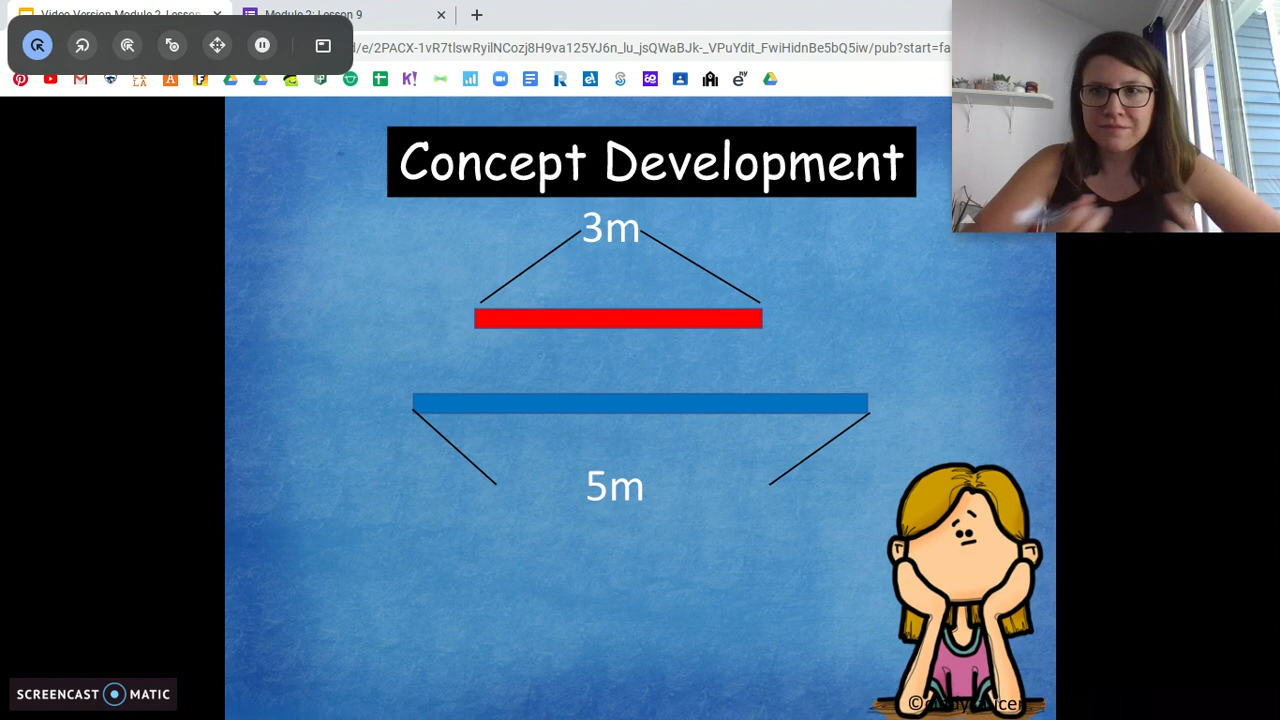 Video Version Module 2 Lesson
Module 2: Lesson 9
/e/2PACX-1vR7tlswRyilNCozj8H9va125YJ6n_lu_jsQWaBJk-_VPuYdit_FwiHidnBe5bQ5iw/pub?start=fa
Concept Development
3m
5m
SCREENCAST MATIC